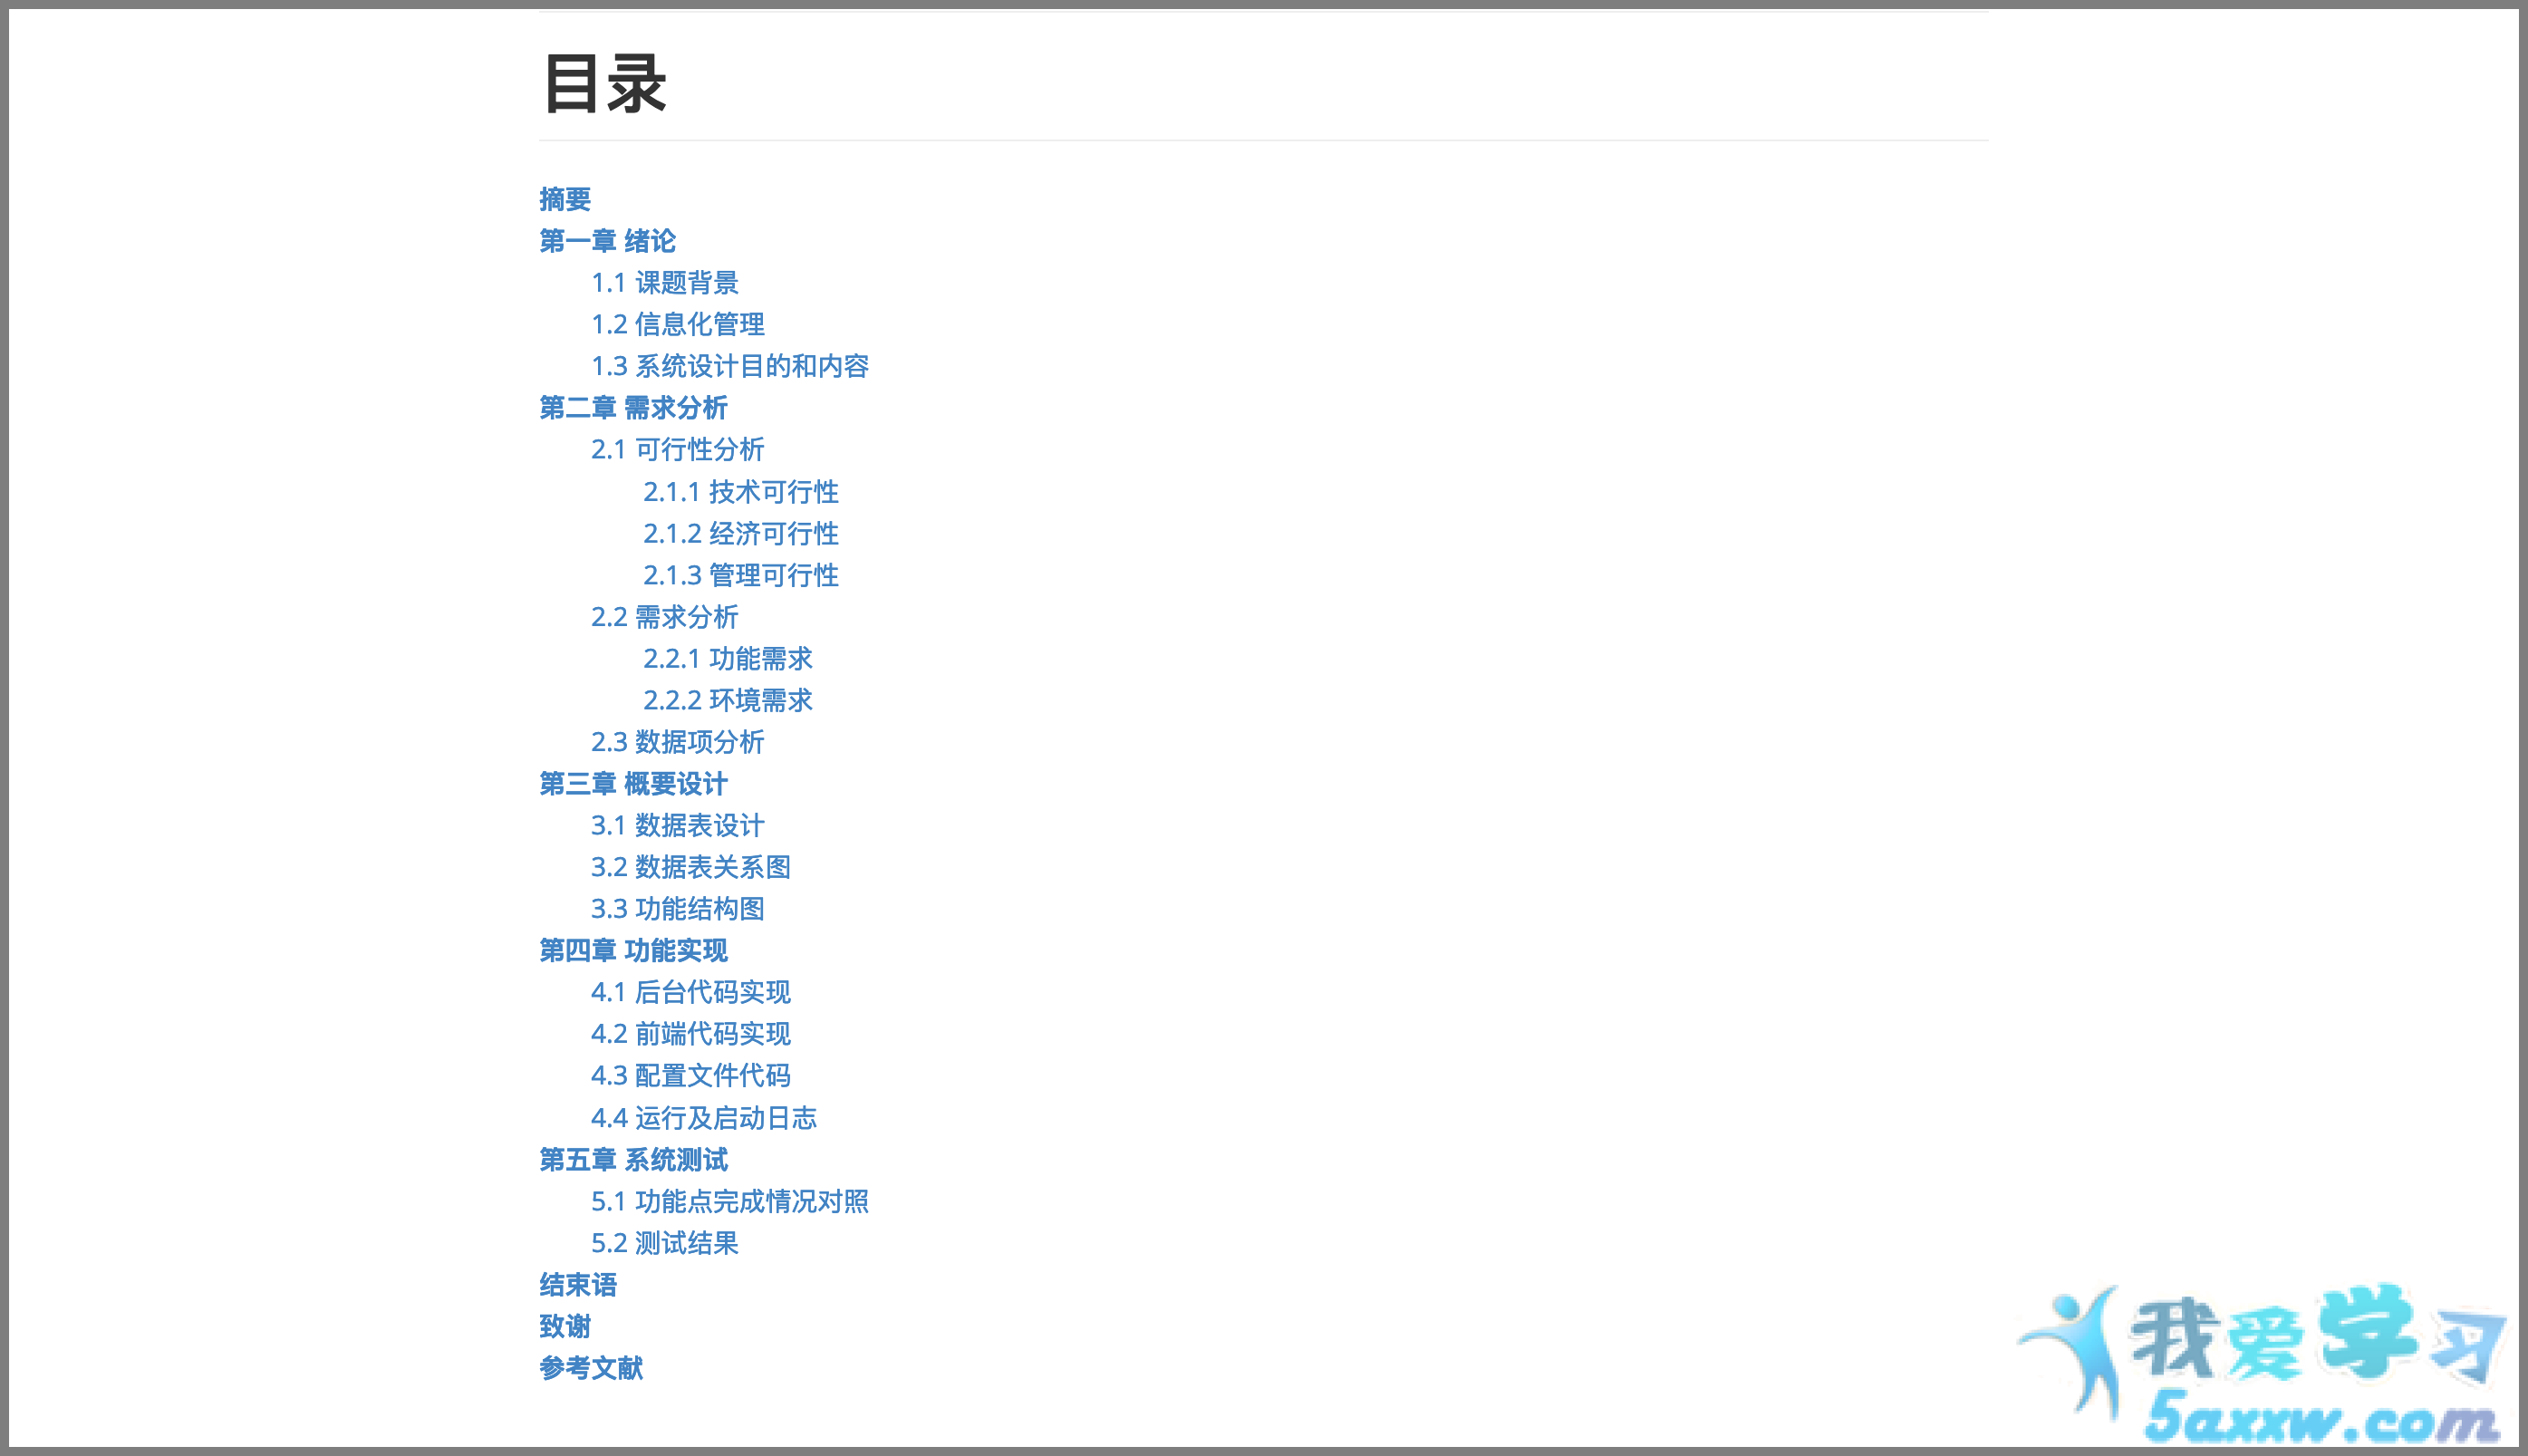 目录
摘要
第一章 绪论
1.1 课题背景
1.2 信息化管理
1.3 系统设计目的和内容
第二章 需求分析
2.1 可行性分析
2.1.1 技术可行性
2.1.2 经济可行性
2.1.3 管理可行性
2.2 需求分析
2.2.1 功能需求
2.2.2 环境需求
2.3 数据项分析
第三章 概要设计
3.1 数据表设计
3.2 数据表关系图
3.3 功能结构图
第四章 功能实现
4.1 后台代码实现
4.2 前端代码实现
4.3 配置文件代码
4.4 运行及启动日志
第五章 系统测试
5.1 功能点完成情况对照
5.2 测试结果
结束语
致谢
参考文献
我爱学习
5axxw.com